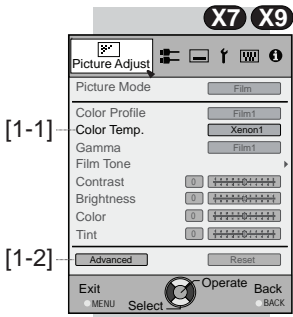 X7 X9
Picture Adjust
Picture Mode Film
[1-1]
Color Profile Film1
Color Temp. Xenon1
Gamma Film1
Film Tone
Contrast 0
Brightness 0
Color 0
Tint 0
[1-2]
Advanced Reset
Exit Operate Back
MENU Select BACK